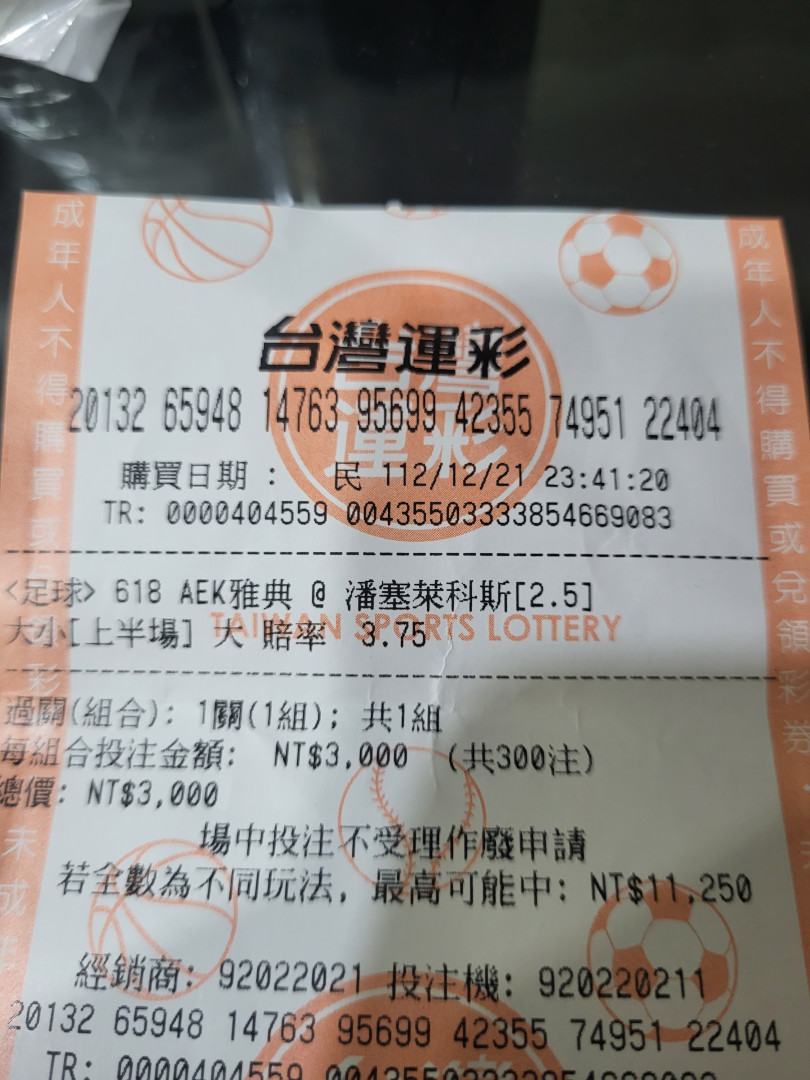 台灣運彩
20132 65948 14763 95699 42355 74951 22404
購買日期： 民 112/12/21 23:41:20
TR: 0000404559 004355033333854669083
<足球> 618 AEK雅典 @ 潘塞萊科斯[2.5]
大小[上半場] 大 賠率 3.75
TAIWAN SPORTS LOTTERY
過關(組合): 1關(1組); 共1組
每組合投注金額: NT$3,000 (共300注)
總價: NT$3,000
場中投注不受理作廢申請
若全數為不同玩法, 最高可能中: NT$11,250
經銷商: 92022021 投注機: 920220211
20132 65948 14763 95699 42355 74951 22404
TR: 0000404559
成年人不得購買或
未成
成年人不得購買或兌領彩券